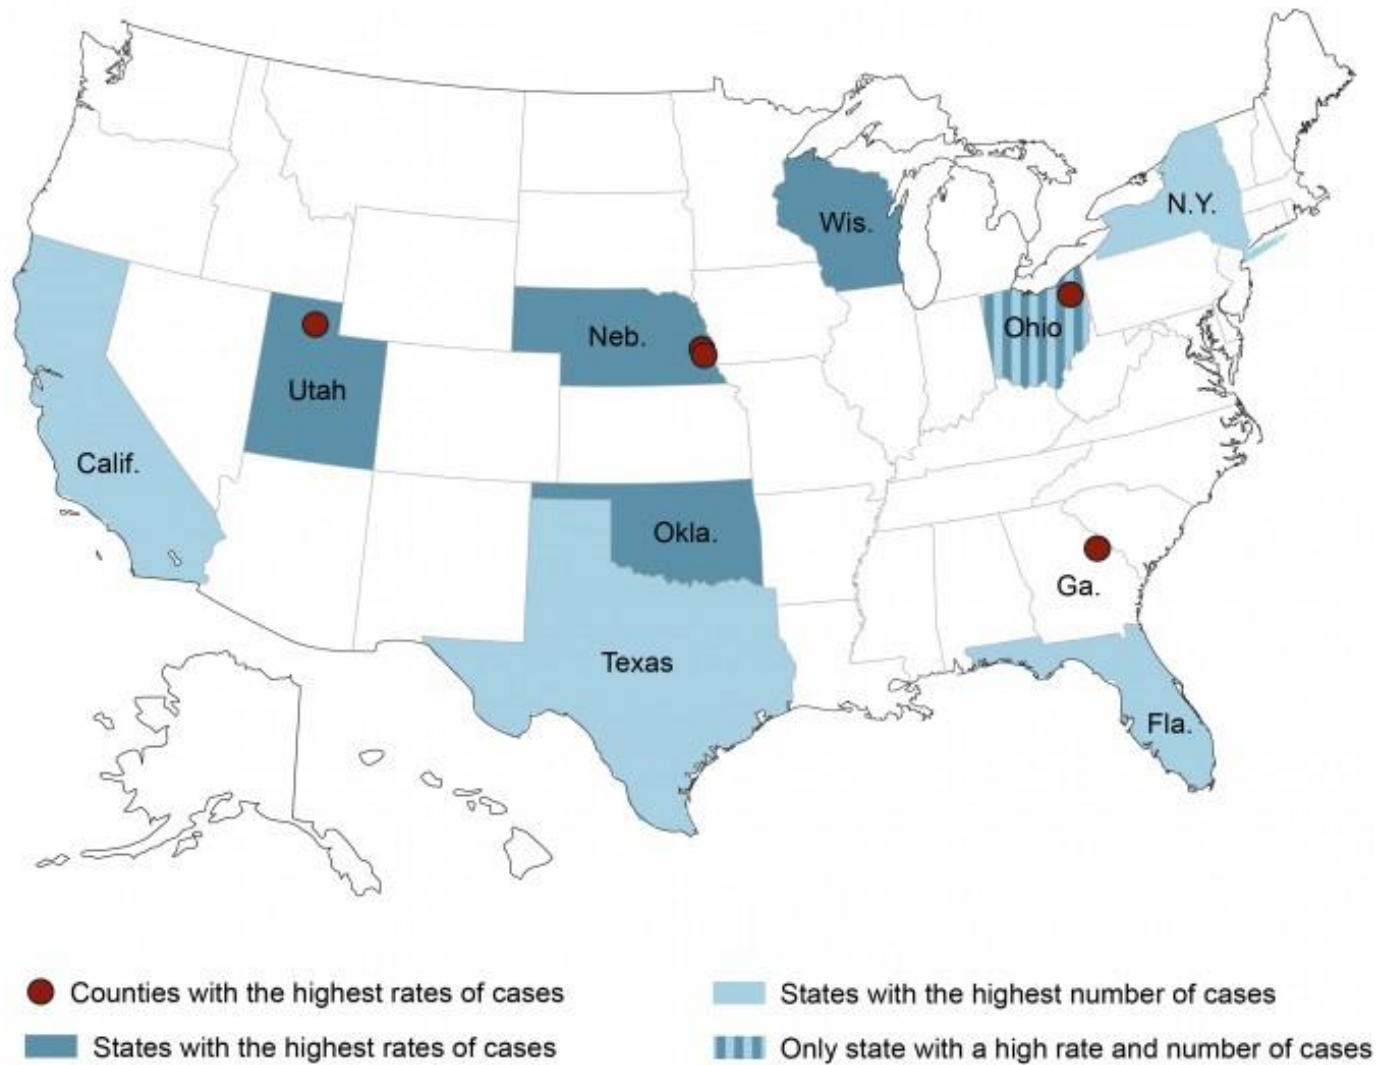 N.Y.
Wis.
Ohio
Neb.
Utah
Calif.
Okla.
Ga.
Texas
Fla.
Counties with the highest rates of cases
States with the highest number of cases
States with the highest rates of cases
Only state with a high rate and number of cases